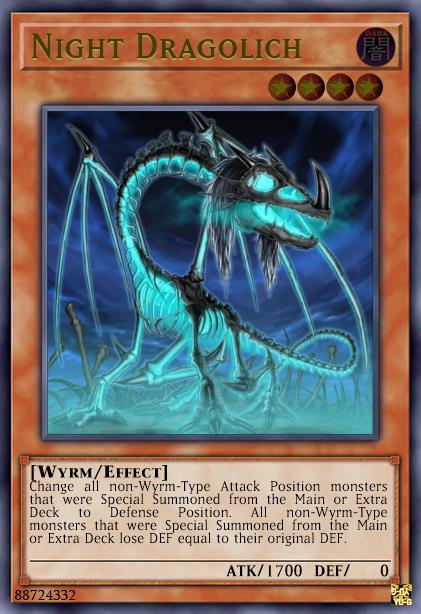 Night Dragolich
DARK
闇
[Wyrm/Effect]
Change all non-Wyrm-Type Attack Position monsters
that were Special Summoned from the Main or Extra
Deck to Defense Position. All non-Wyrm-Type
monsters that were Special Summoned from the Main
or Extra Deck lose DEF equal to their original DEF.
ATK/1700 DEF/ 0
88724332